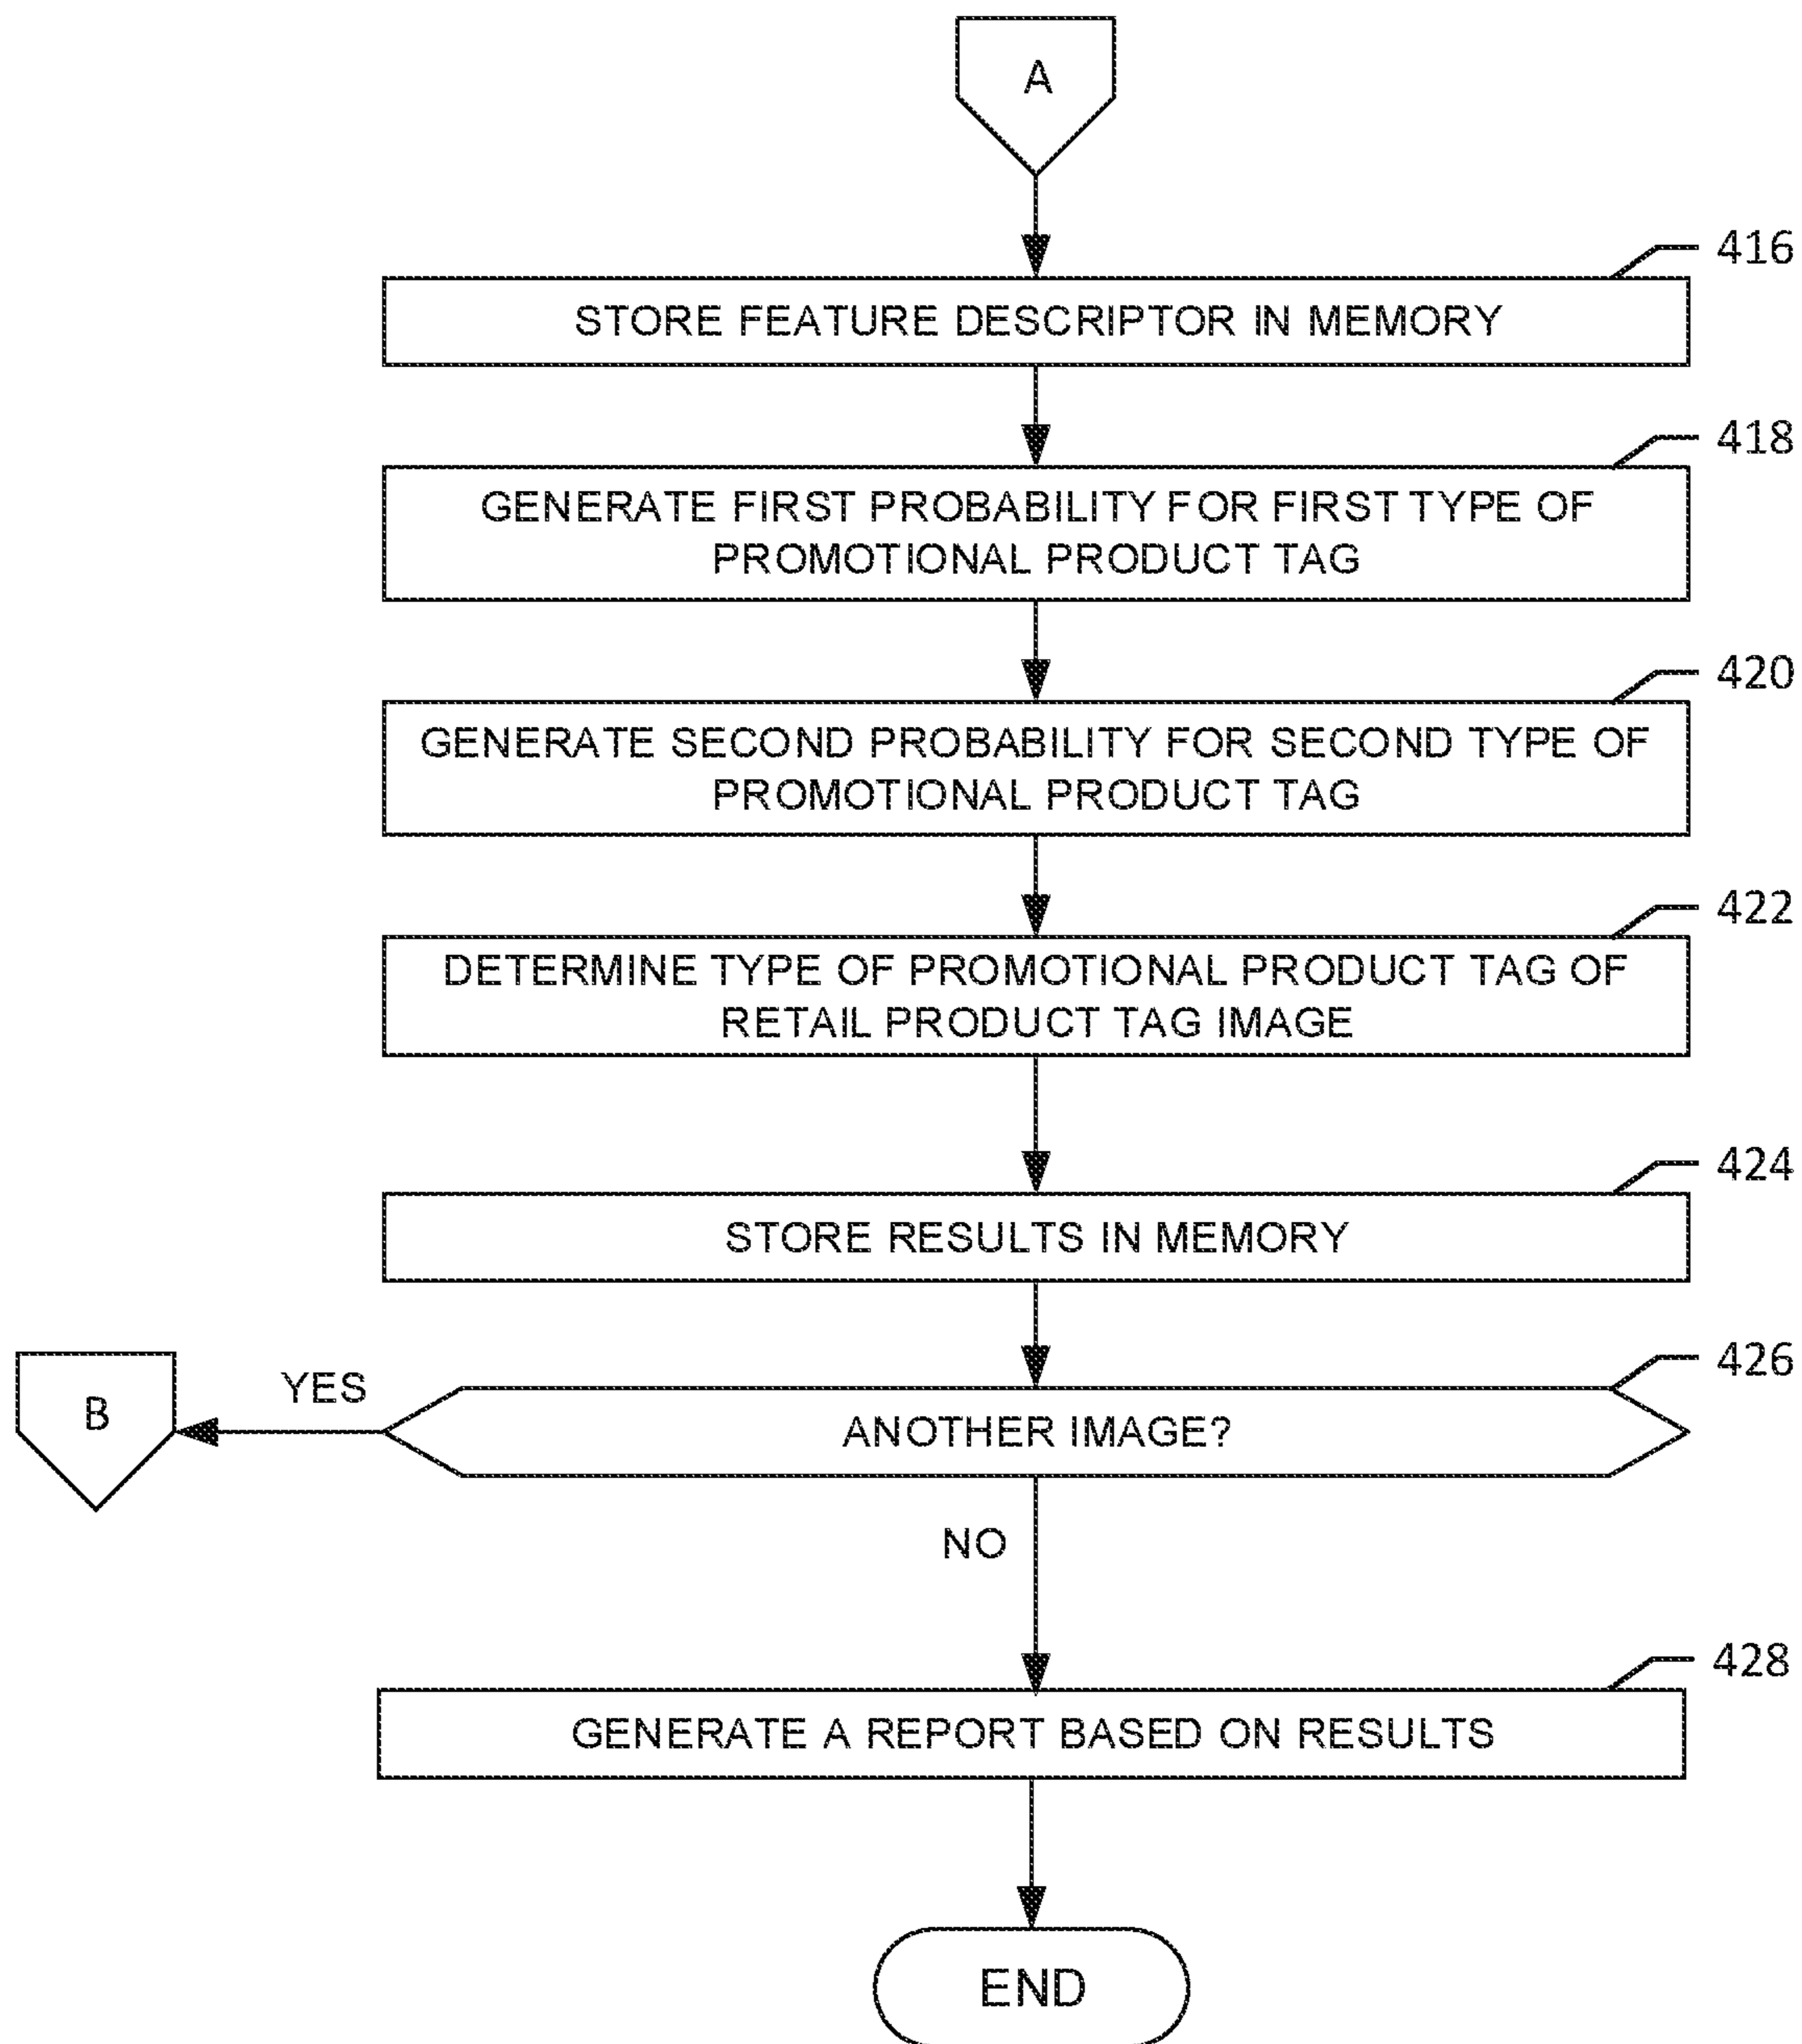 A
416
STORE FEATURE DESCRIPTOR IN MEMORY
418
GENERATE FIRST PROBABILITY FOR FIRST TYPE OF
PROMOTIONAL PRODUCT TAG
420
GENERATE SECOND PROBABILITY FOR SECOND TYPE OF
PROMOTIONAL PRODUCT TAG
422
DETERMINE TYPE OF PROMOTIONAL PRODUCT TAG OF
RETAIL PRODUCT TAG IMAGE
424
STORE RESULTS IN MEMORY
426
B
YES
ANOTHER IMAGE?
NO
428
GENERATE A REPORT BASED ON RESULTS
END